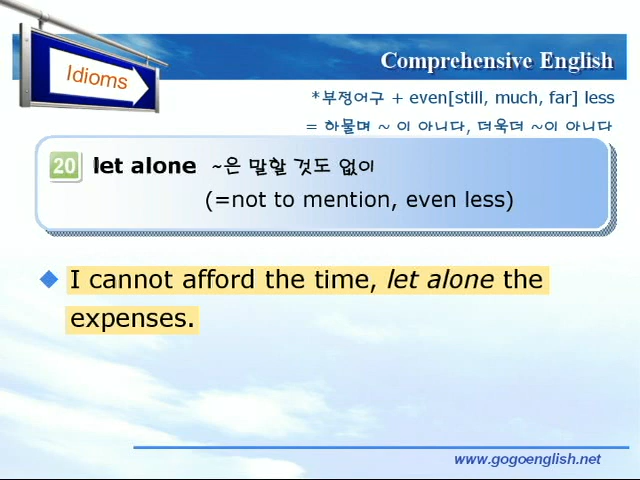 Idioms
Comprehensive English
*부정어구 + even[still, much, far] less
= 하물며 ~ 이 아니다, 더욱더 ~이 아니다
20 let alone ~은 말할 것도 없이
(=not to mention, even less)
I cannot afford the time, let alone the
expenses.
www.gogoenglish.net